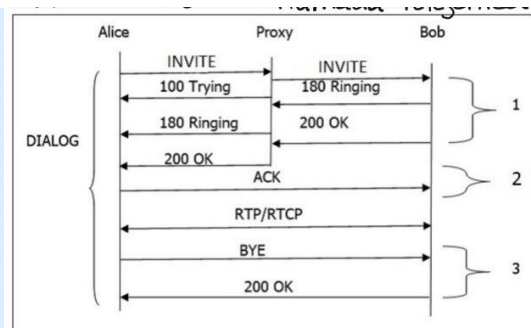 Alice Proxy Bob
INVITE
INVITE
100 Trying
180 Ringing
1
180 Ringing
200 OK
DIALOG
200 OK
ACK
2
RTP/RTCP
BYE
3
200 OK